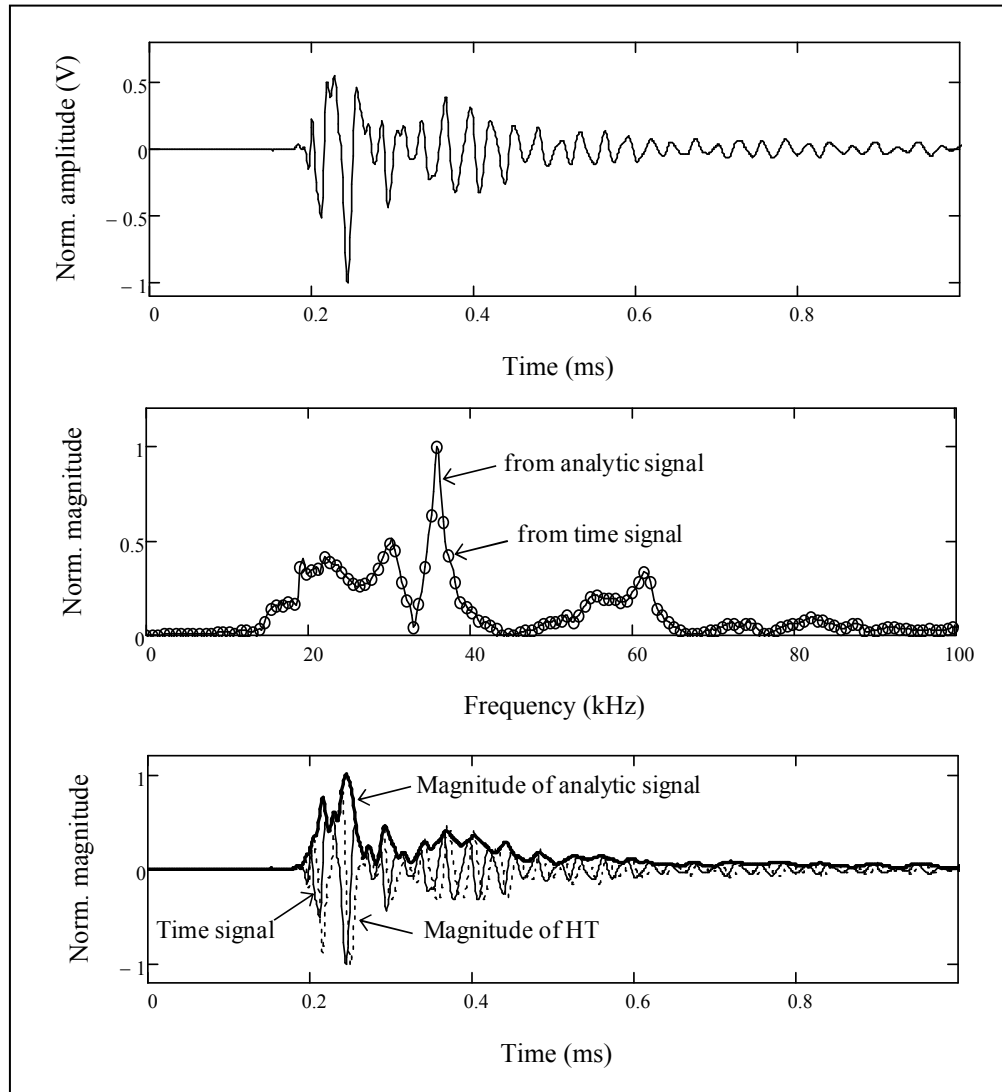 Norm. amplitude (V)
0.5
0
– 0.5
– 1
0
0.2
0.4
0.6
0.8
Time (ms)
Norm. magnitude
1
0.5
0
from analytic signal
from time signal
0
20
40
60
80
100
Frequency (kHz)
Norm. magnitude
1
0
– 1
Magnitude of analytic signal
Time signal
Magnitude of HT
0
0.2
0.4
0.6
0.8
Time (ms)